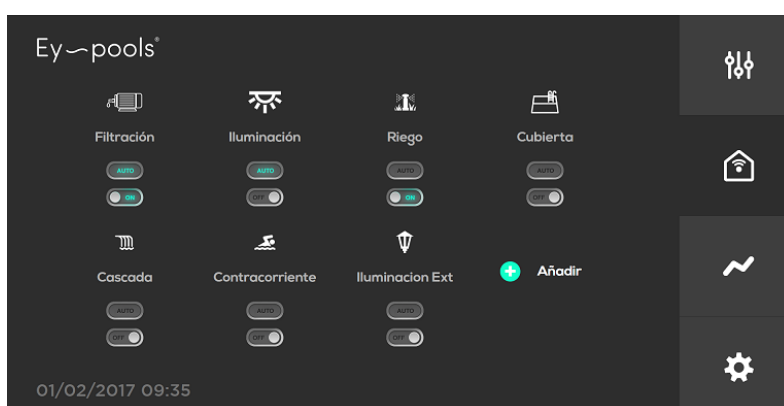 Ey pools®
Filtración Iluminación Riego Cubierta
AUTO AUTO AUTO AUTO
ON OFF ON OFF
Cascada Contracorriente Iluminacion Ext Añadir
AUTO AUTO AUTO
OFF OFF OFF
01/02/2017 09:35